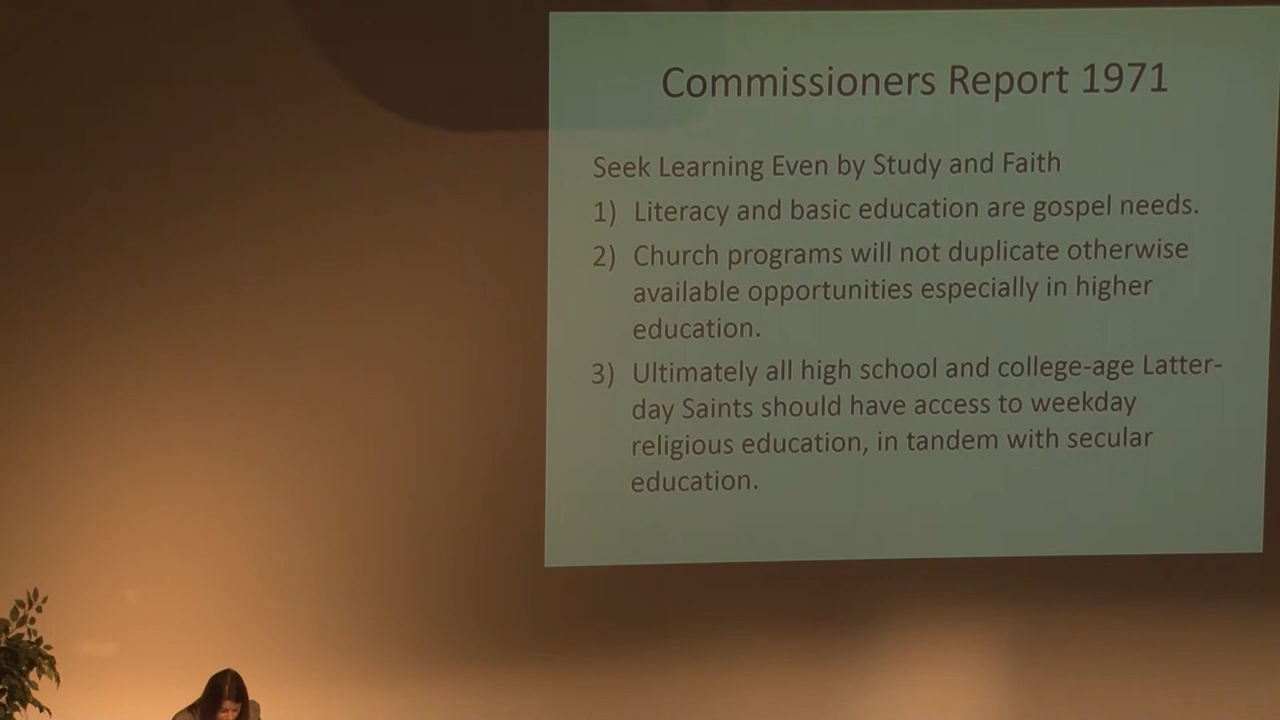 Commissioners Report 1971
Seek Learning Even by Study and Faith
1) Literacy and basic education are gospel needs.
2) Church programs will not duplicate otherwise
available opportunities especially in higher
education.
3) Ultimately all high school and college-age Latter-
day Saints should have access to weekday
religious education, in tandem with secular
education.